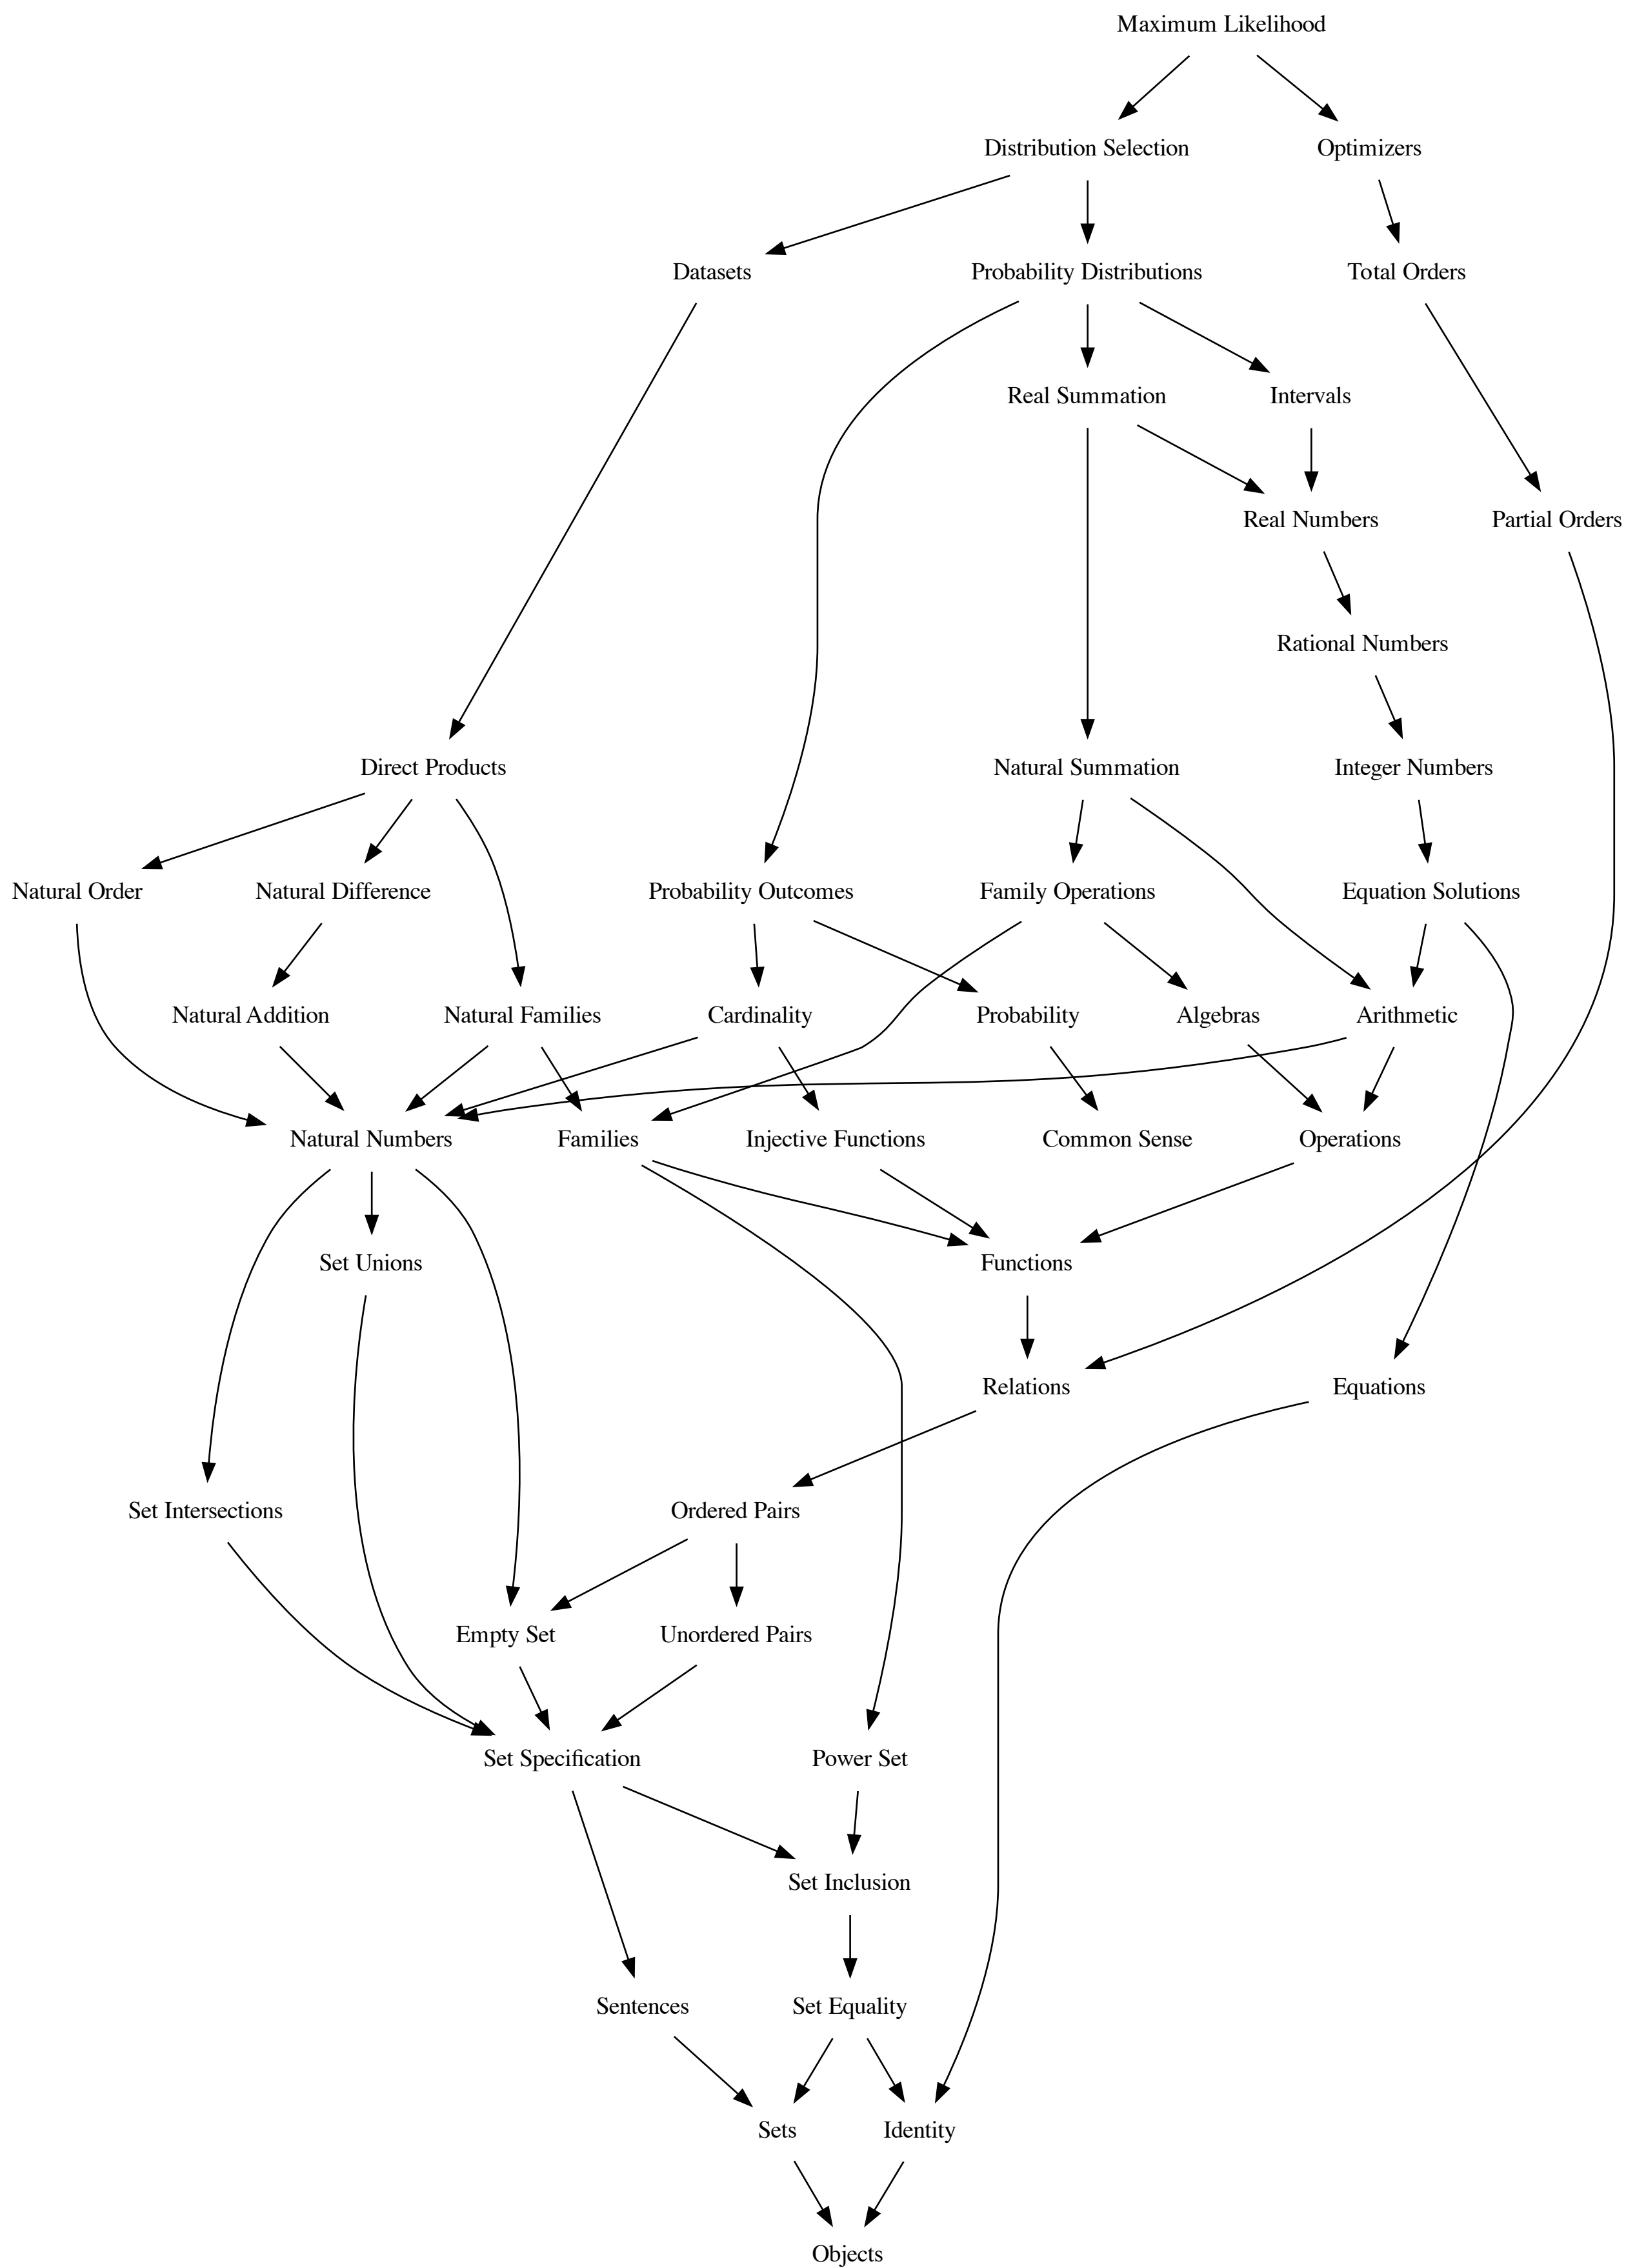 Maximum Likelihood
Distribution Selection
Optimizers
Datasets
Probability Distributions
Total Orders
Real Summation
Intervals
Real Numbers
Partial Orders
Rational Numbers
Direct Products
Natural Summation
Integer Numbers
Natural Order
Natural Difference
Probability Outcomes
Family Operations
Equation Solutions
Natural Addition
Natural Families
Cardinality
Probability
Algebras
Arithmetic
Natural Numbers
Families
Injective Functions
Common Sense
Operations
Set Unions
Functions
Relations
Equations
Set Intersections
Ordered Pairs
Empty Set
Unordered Pairs
Set Specification
Power Set
Set Inclusion
Sentences
Set Equality
Sets
Identity
Objects